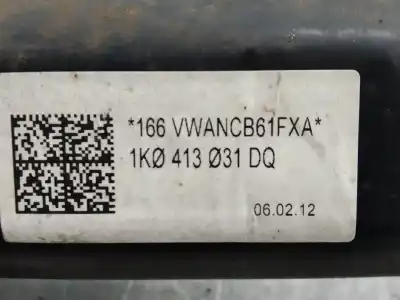 *166 VWANCB61FXA*
1KØ 413 Ø31 DQ
06.02.12